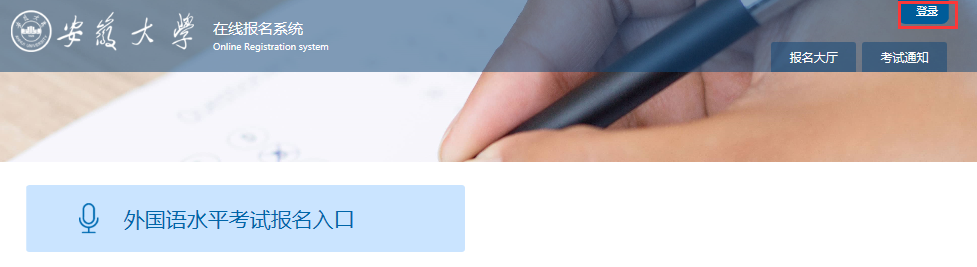 安徽大学
在线报名系统
Online Registration system
登录
报名大厅
考试通知
外国语水平考试报名入口